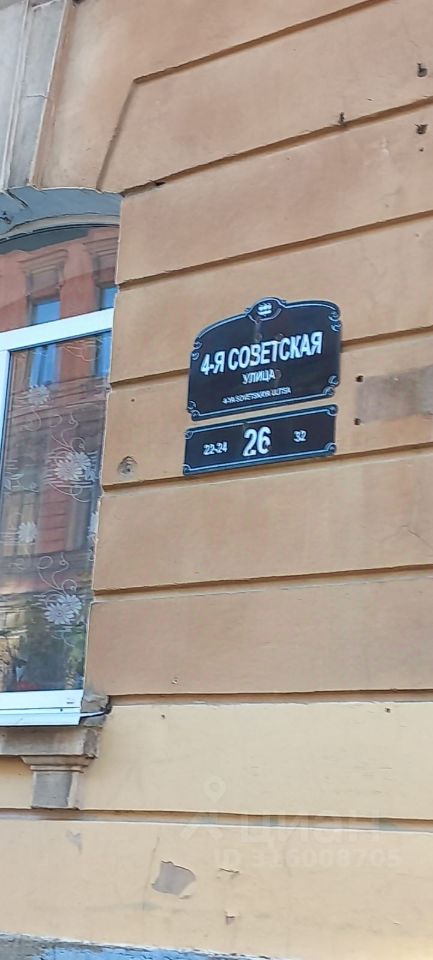 4-Я СОВЕТСКАЯ
УЛИЦА
4-YA SOVETSKAYA ULITSA
22-24 26 32
циан
ID 316008705